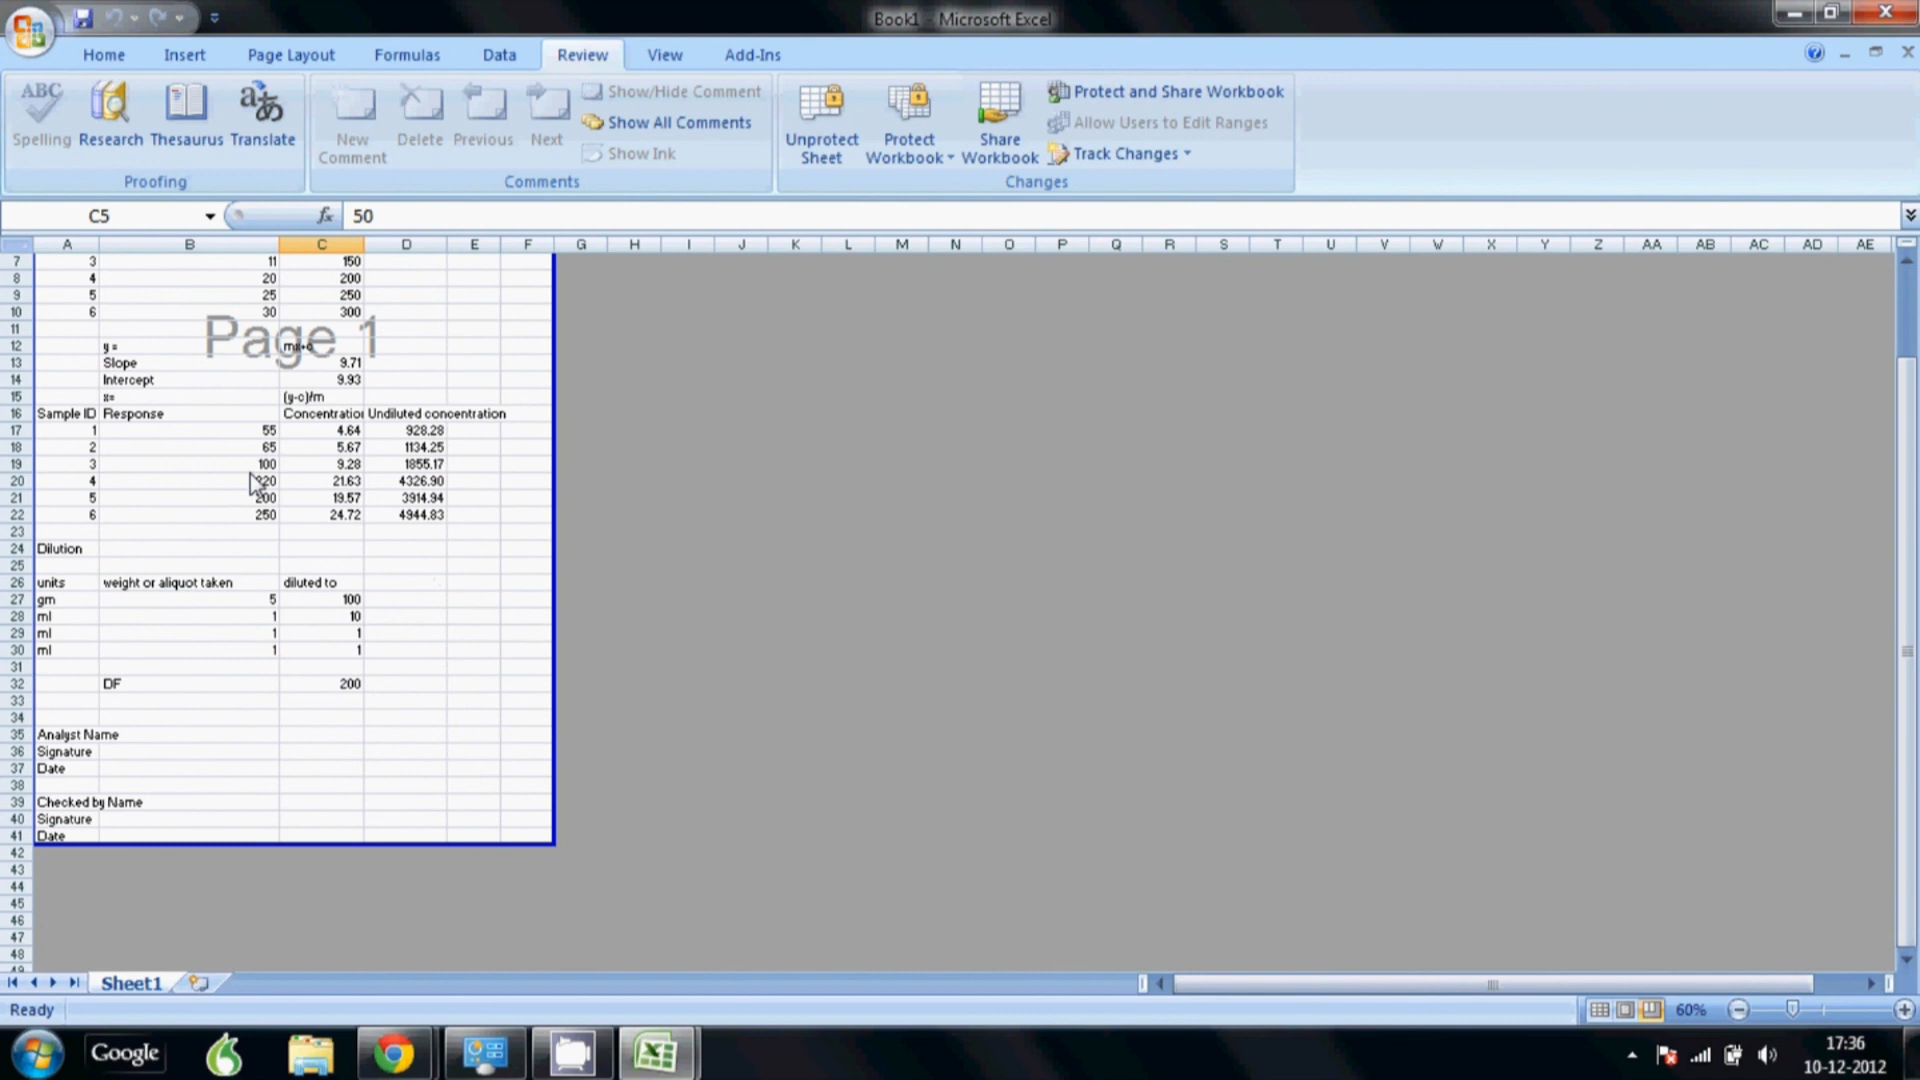 Book1 - Microsoft Excel
Home Insert Page Layout Formulas Data Review View Add-Ins
ABC Spelling Research Thesaurus Translate
Proofing
New Comment Delete Previous Next
Show/Hide Comment
Show All Comments
Show Ink
Comments
Unprotect Sheet Protect Workbook Share Workbook
Protect and Share Workbook
Allow Users to Edit Ranges
Track Changes
Changes
C5 fx 50
A B C D E F G H I J K L M N O P Q R S T U V W X Y Z AA AB AC AD AE
7 3 11 150
8 4 20 200
9 5 25 250
10 6 30 300
11
Page 1
12 y =
13 Slope 9.71
14 Intercept 9.93
15 x= (y-c)/m
16 Sample ID Response Concentratio Undiluted concentration
17 1 55 4.64 928.28
18 2 65 5.67 1134.25
19 3 100 9.28 1855.17
20 4 21.63 4326.90
21 5 200 19.57 3914.94
22 6 250 24.72 4944.83
23
24 Dilution
25
26 units weight or aliquot taken diluted to
27 gm 5 100
28 ml 1 10
29 ml 1 1
30 ml 1 1
31
32 DF 200
33
34
35 Analyst Name
36 Signature
37 Date
38
39 Checked by Name
40 Signature
41 Date
42
43
44
45
46
47
48
49
Sheet1
Ready 60%
Google 17:36
10-12-2012